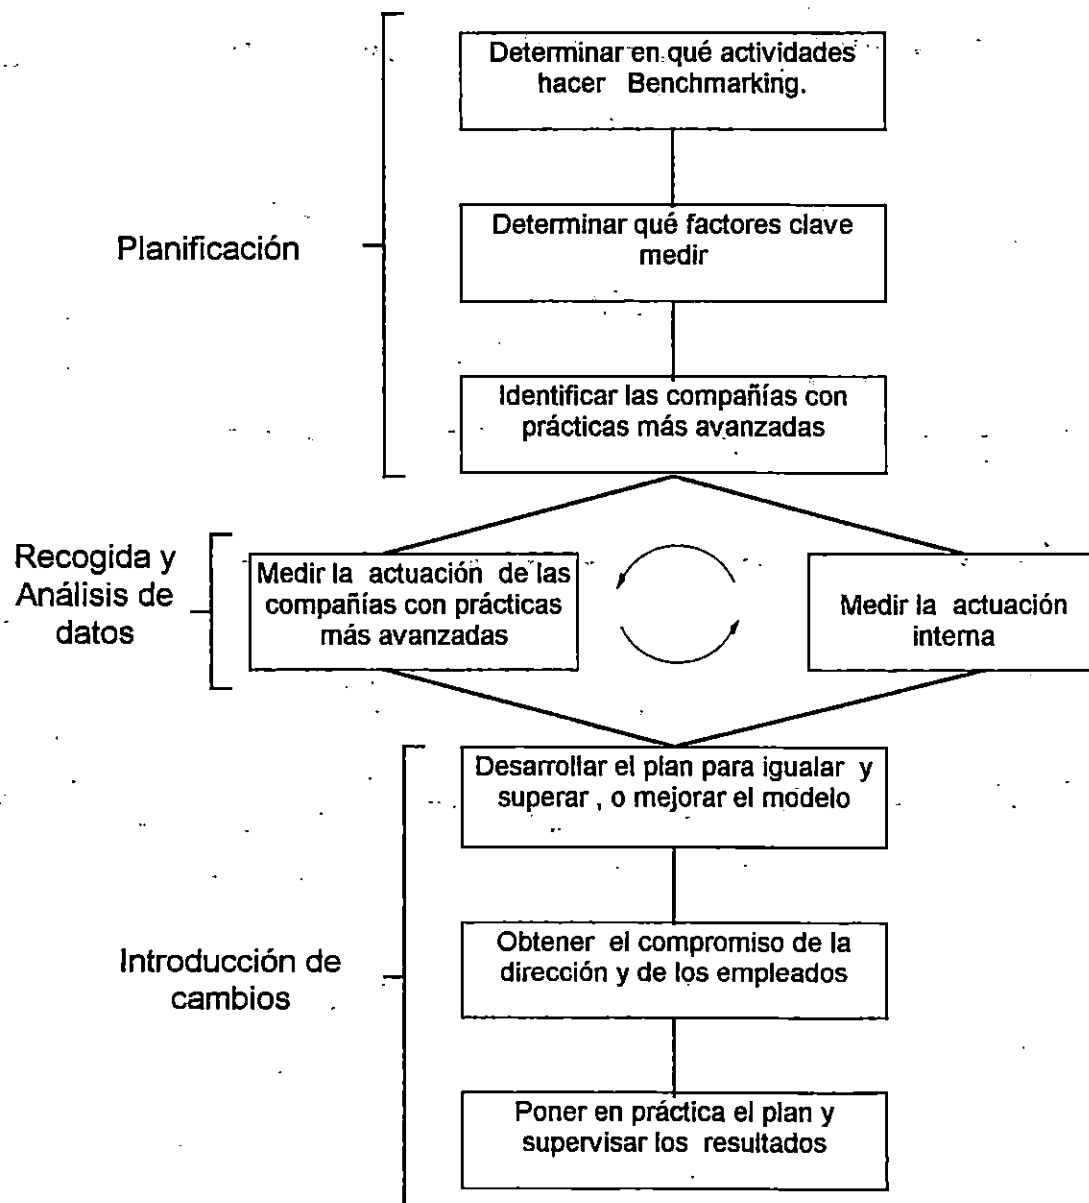 Determinar en qué actividades
hacer Benchmarking.
Planificación
Determinar qué factores clave
medir
Identificar las compañías con
prácticas más avanzadas
Recogida y
Análisis de
datos
Medir la actuación de las
compañías con prácticas
más avanzadas
Medir la actuación
interna
Desarrollar el plan para igualar y
superar , o mejorar el modelo
Introducción de
cambios
Obtener el compromiso de la
dirección y de los empleados
Poner en práctica el plan y
supervisar los resultados